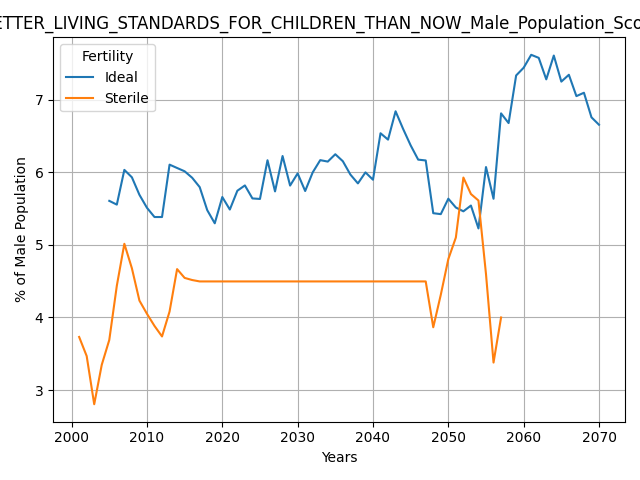 ETTER_LIVING_STANDARDS_FOR_CHILDREN_THAN_NOW_Male_Population_Sco
Fertility
Ideal
Sterile
% of Male Population
7
6
5
4
3
2000 2010 2020 2030 2040 2050 2060 2070
Years